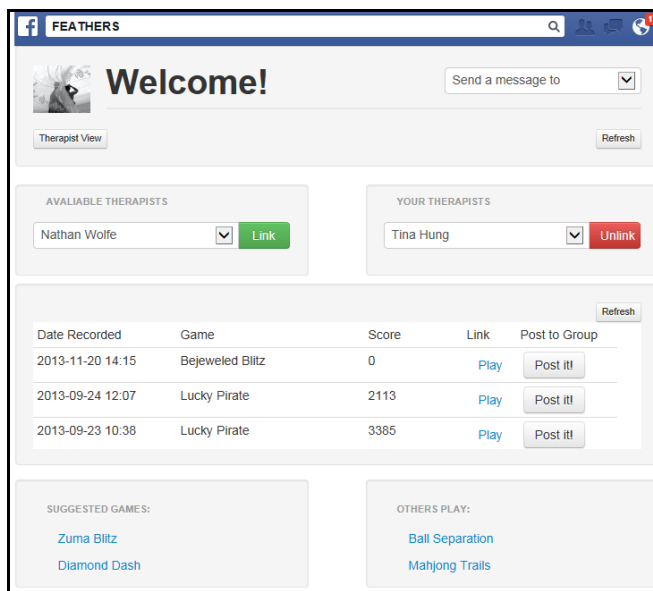 f FEATHERS 1
Welcome!
Send a message to
Therapist View
Refresh
AVALIABLE THERAPISTS
Nathan Wolfe Link
YOUR THERAPISTS
Tina Hung Unlink
Refresh
Date Recorded Game Score Link Post to Group
2013-11-20 14:15 Bejeweled Blitz 0 Play Post it!
2013-09-24 12:07 Lucky Pirate 2113 Play Post it!
2013-09-23 10:38 Lucky Pirate 3385 Play Post it!
SUGGESTED GAMES:
Zuma Blitz
Diamond Dash
OTHERS PLAY:
Ball Separation
Mahjong Trails